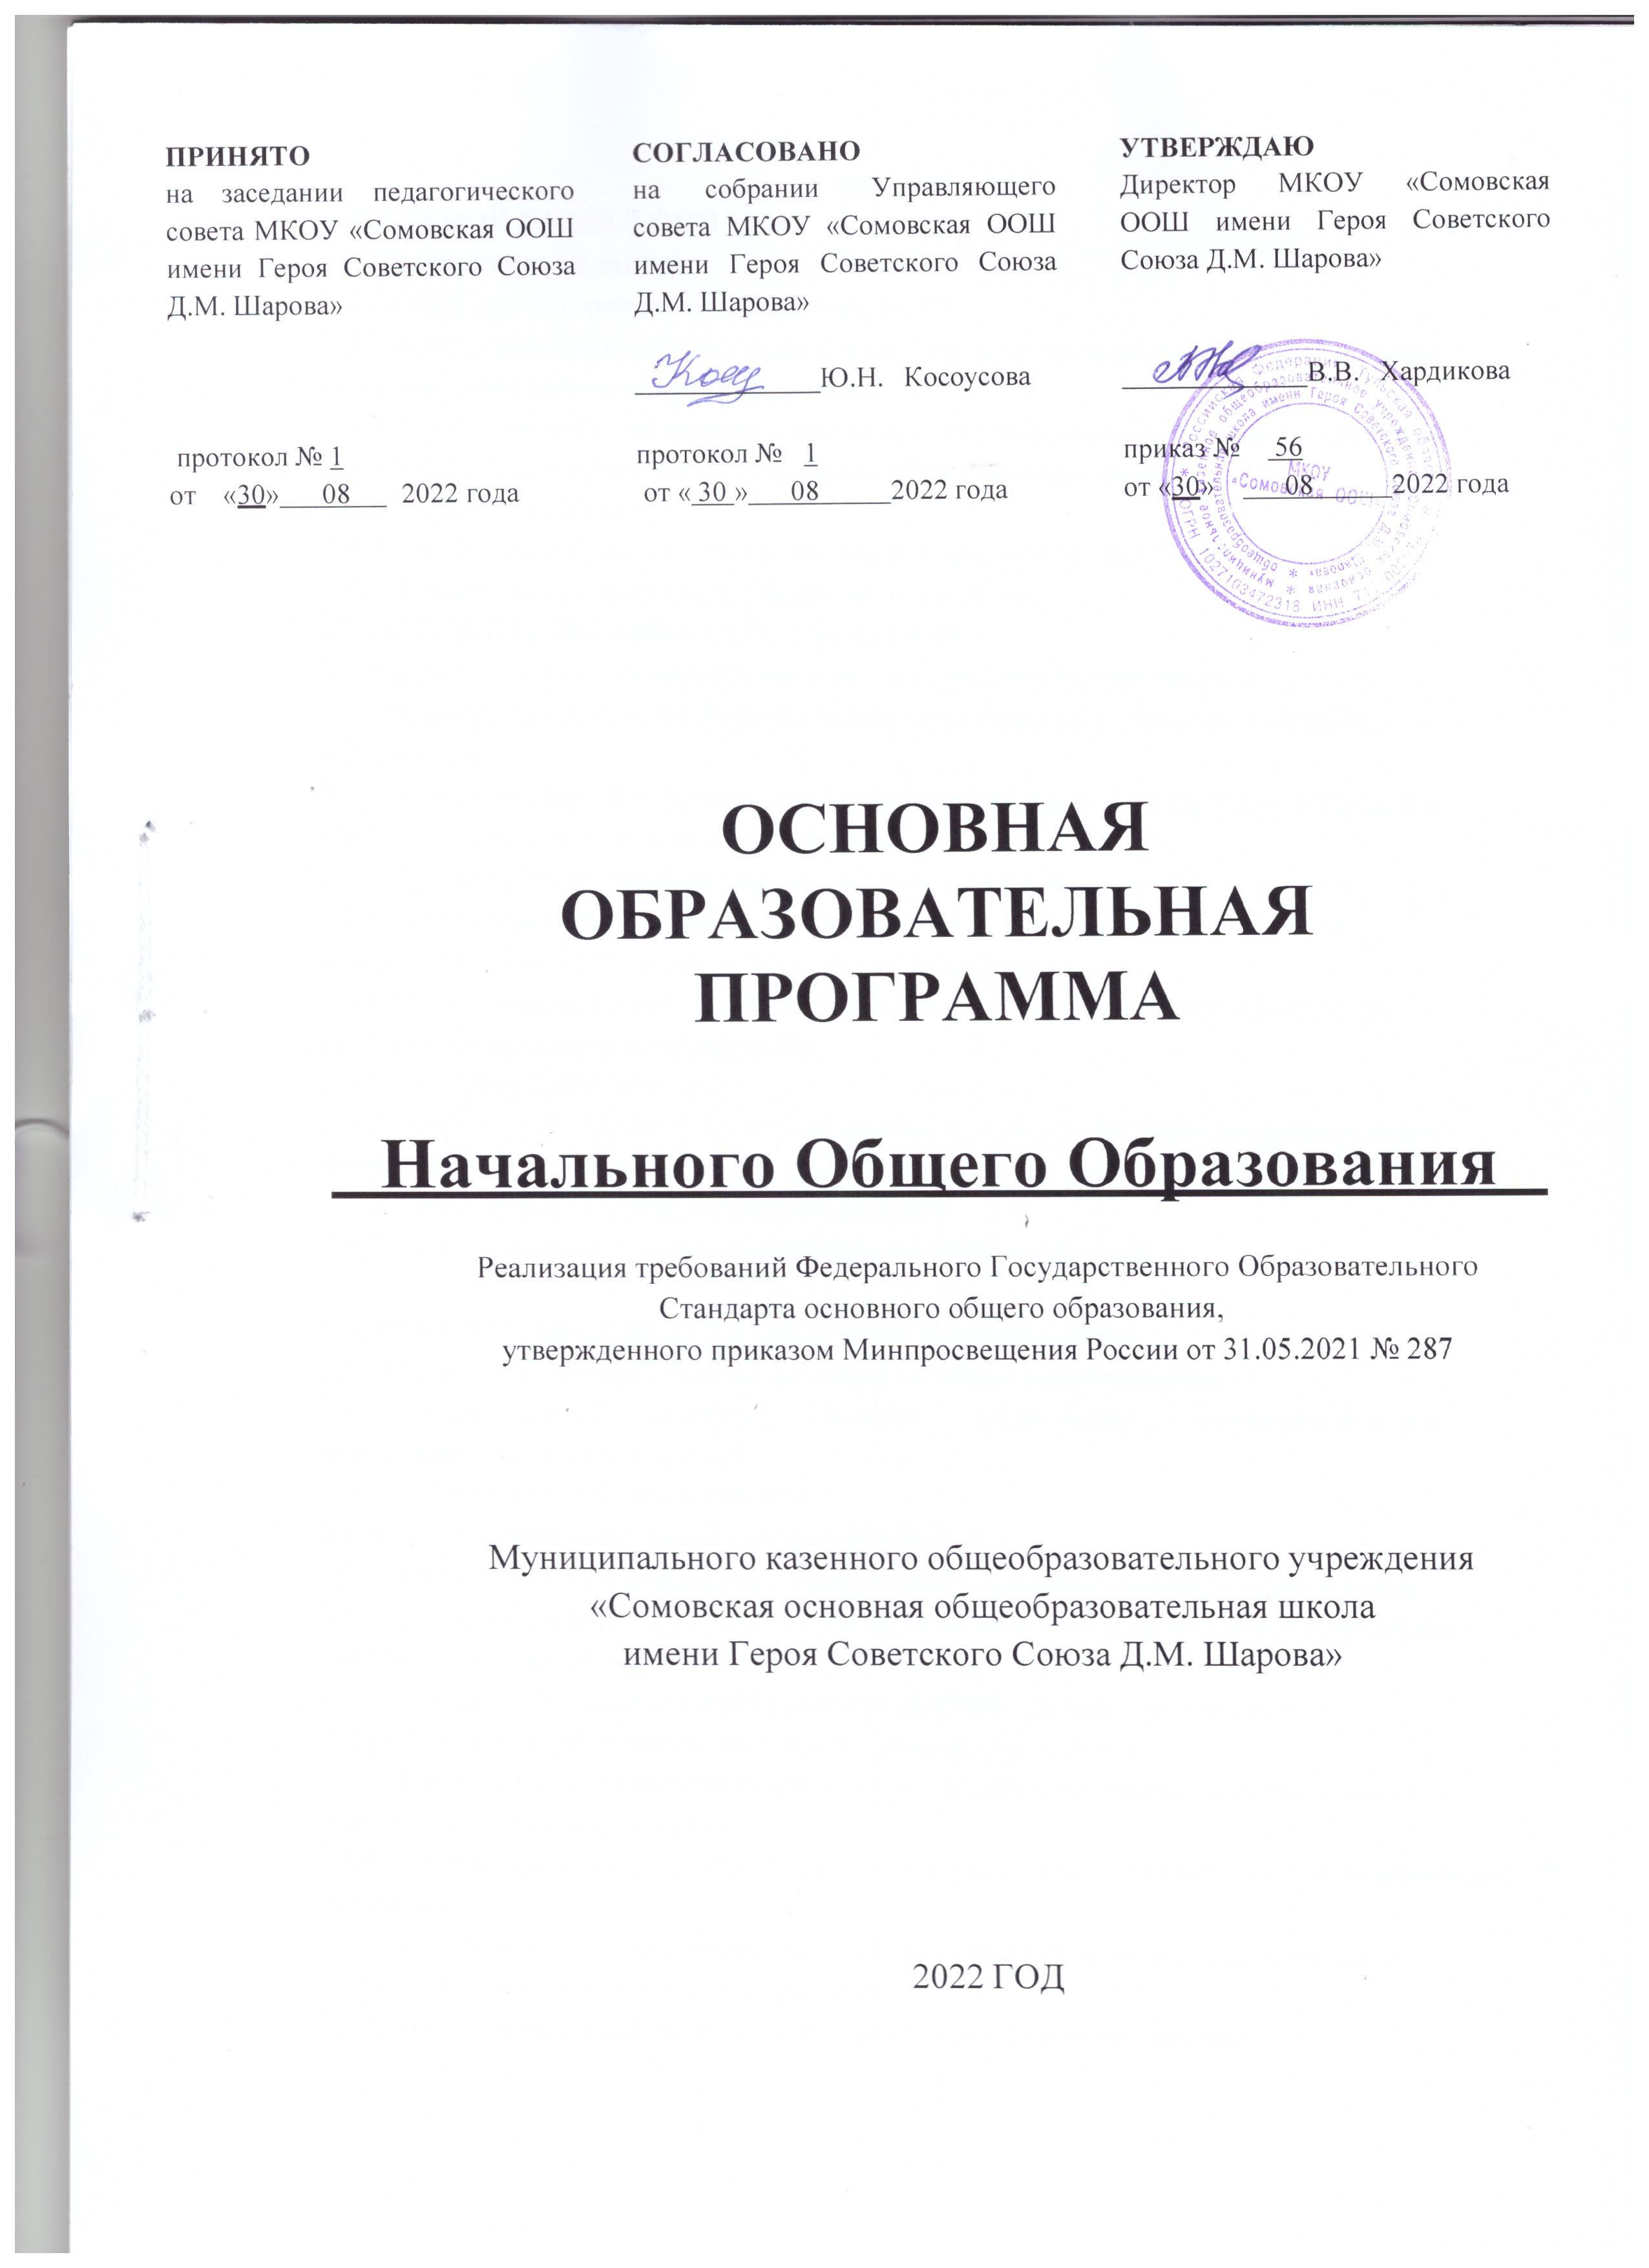 ПРИНЯТО
на заседании педагогического
совета МКОУ «Сомовская ООШ
имени Героя Советского Союза
Д.М. Шарова»
протокол № 1
от «30» 08 2022 года
СОГЛАСОВАНО
на собрании Управляющего
совета МКОУ «Сомовская ООШ
имени Героя Советского Союза
Д.М. Шарова»
Ю.Н. Косоусова
протокол № 1
от « 30 » 08 2022 года
УТВЕРЖДАЮ
Директор МКОУ «Сомовская
ООШ имени Героя Советского
Союза Д.М. Шарова»
В.В. Хардикова
приказ № 56
от «30» 08 2022 года
МКОУ
«Сомовская ООШ
1027103472318 ИНН
ОСНОВНАЯ
ОБРАЗОВАТЕЛЬНАЯ
ПРОГРАММА
Начального Общего Образования
Реализация требований Федерального Государственного Образовательного
Стандарта основного общего образования,
утвержденного приказом Минпросвещения России от 31.05.2021 № 287
Муниципального казенного общеобразовательного учреждения
«Сомовская основная общеобразовательная школа
имени Героя Советского Союза Д.М. Шарова»
2022 ГОД